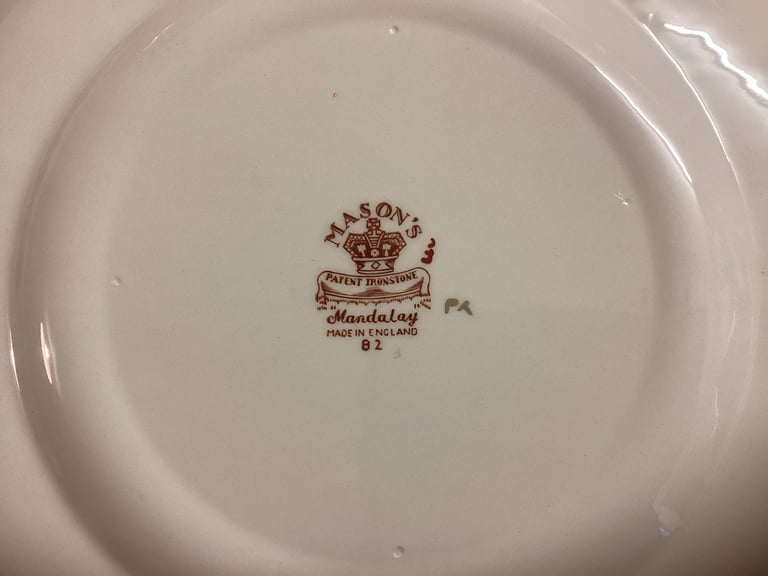 MASON'S
PATENT IRONSTONE
"Mandalay"
MADE IN ENGLAND
B2